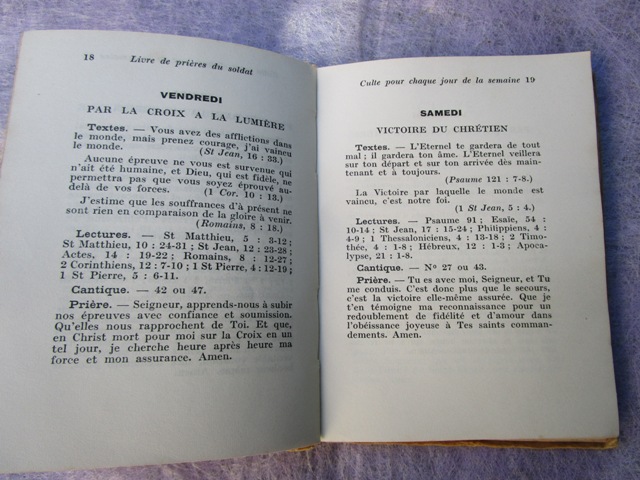 18 Livre de prières du soldat
VENDREDI
PAR LA CROIX A LA LUMIÈRE
Textes. — Vous avez des afflictions dans
le monde, mais prenez courage, j'ai vaincu
le monde. (St Jean, 16 : 33.)
Aucune épreuve ne vous est survenue qui
n'ait été humaine, et Dieu, qui est fidèle, ne
permettra pas que vous soyez éprouvé au-
delà de vos forces. (1 Cor. 10 : 13.)
J'estime que les souffrances d'à présent ne
sont rien en comparaison de la gloire à venir.
(Romains, 8 : 18.)
Lectures. — St Matthieu, 5 : 3-12;
St Matthieu, 10 : 24-31; St Jean, 12 : 23-28;
Actes, 14 : 19-22; Romains, 8 : 12-27;
2 Corinthiens, 12 : 7-10; 1 St Pierre, 4 : 12-19;
1 St Pierre, 5 : 6-11.
Cantique. — 42 ou 47.
Prière. — Seigneur, apprends-nous à subir
nos épreuves avec confiance et soumission.
Qu'elles nous rapprochent de Toi. Et que,
en Christ mort pour moi sur la Croix en un
tel jour, je cherche heure après heure ma
force et mon assurance. Amen.
Culte pour chaque jour de la semaine 19
SAMEDI
VICTOIRE DU CHRÉTIEN
Textes. — L'Eternel te gardera de tout
mal; il gardera ton âme. L'Eternel veillera
sur ton départ et sur ton arrivée dès main-
tenant et à toujours.
(Psaume 121 : 7-8.)
La Victoire par laquelle le monde est
vaincu, c'est notre foi.
(1 St Jean, 5 : 4.)
Lectures. — Psaume 91; Esaïe, 54 :
10-14; St Jean, 17 : 15-24; Philippiens, 4 :
4-9; 1 Thessaloniciens, 4 : 13-18; 2 Timo-
thée, 4 : 1-8; Hébreux, 12 : 1-3; Apoca-
lypse, 21 : 1-8.
Cantique. — N° 27 ou 43.
Prière. — Tu es avec moi, Seigneur, et Tu
me conduis. C'est donc plus que le secours,
c'est la victoire elle-même assurée. Que je
t'en témoigne ma reconnaissance pour un
redoublement de fidélité et d'amour dans
l'obéissance joyeuse à Tes saints comman-
dements. Amen.